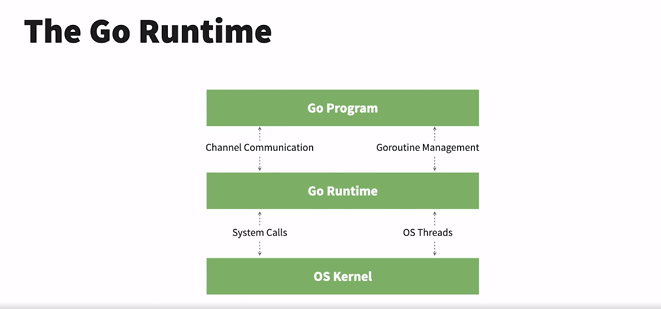 The Go Runtime
Go Program
Channel Communication
Goroutine Management
Go Runtime
System Calls
OS Threads
OS Kernel